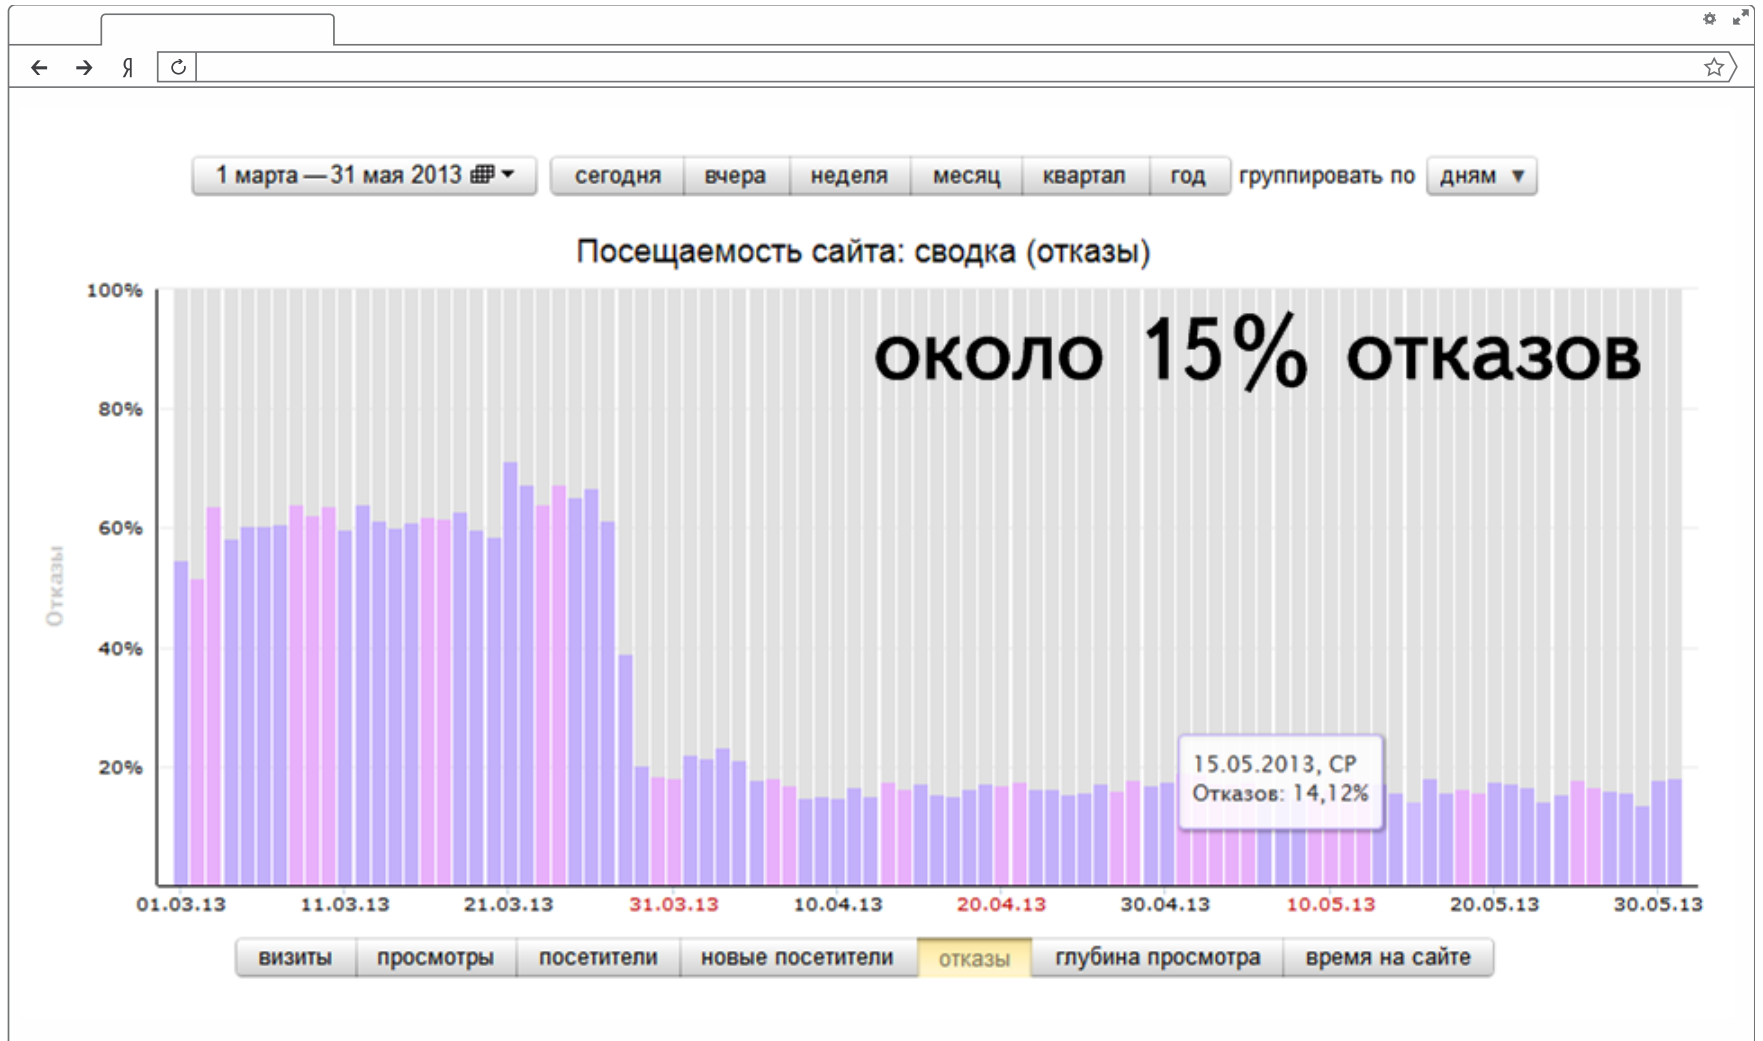 Я
1 марта — 31 мая 2013 сегодня вчера неделя месяц квартал год группировать по дням
Посещаемость сайта: сводка (отказы)
около 15% отказов
100%
80%
60%
40%
20%
Отказы
15.05.2013, СР
Отказов: 14,12%
01.03.13 11.03.13 21.03.13 31.03.13 10.04.13 20.04.13 30.04.13 10.05.13 20.05.13 30.05.13
визиты просмотры посетители новые посетители отказы глубина просмотра время на сайте